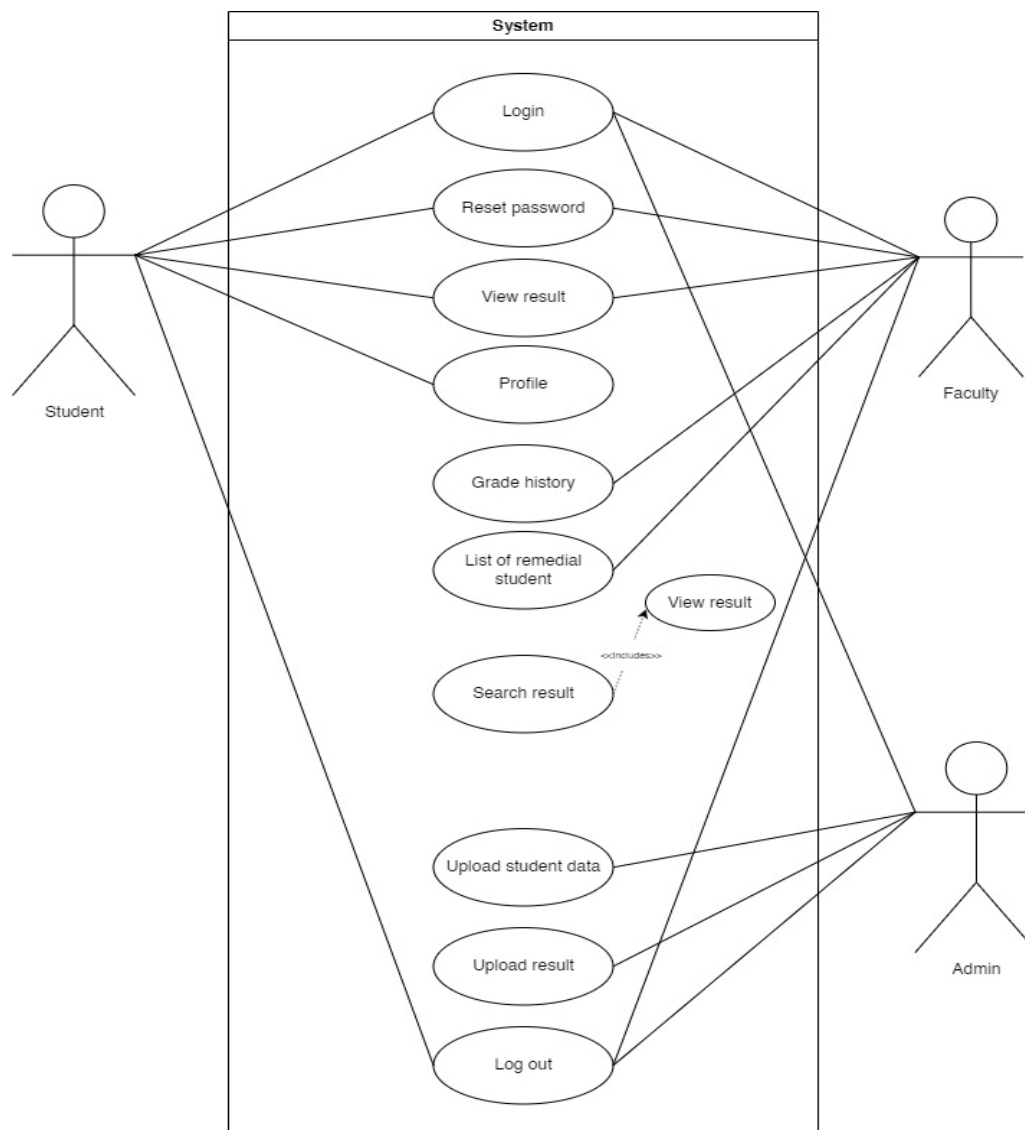 System
Login
Reset password
View result
Profile
Student
Faculty
Grade history
List of remedial
student
View result
<<Includes>>
Search result
Upload student data
Upload result
Admin
Log out